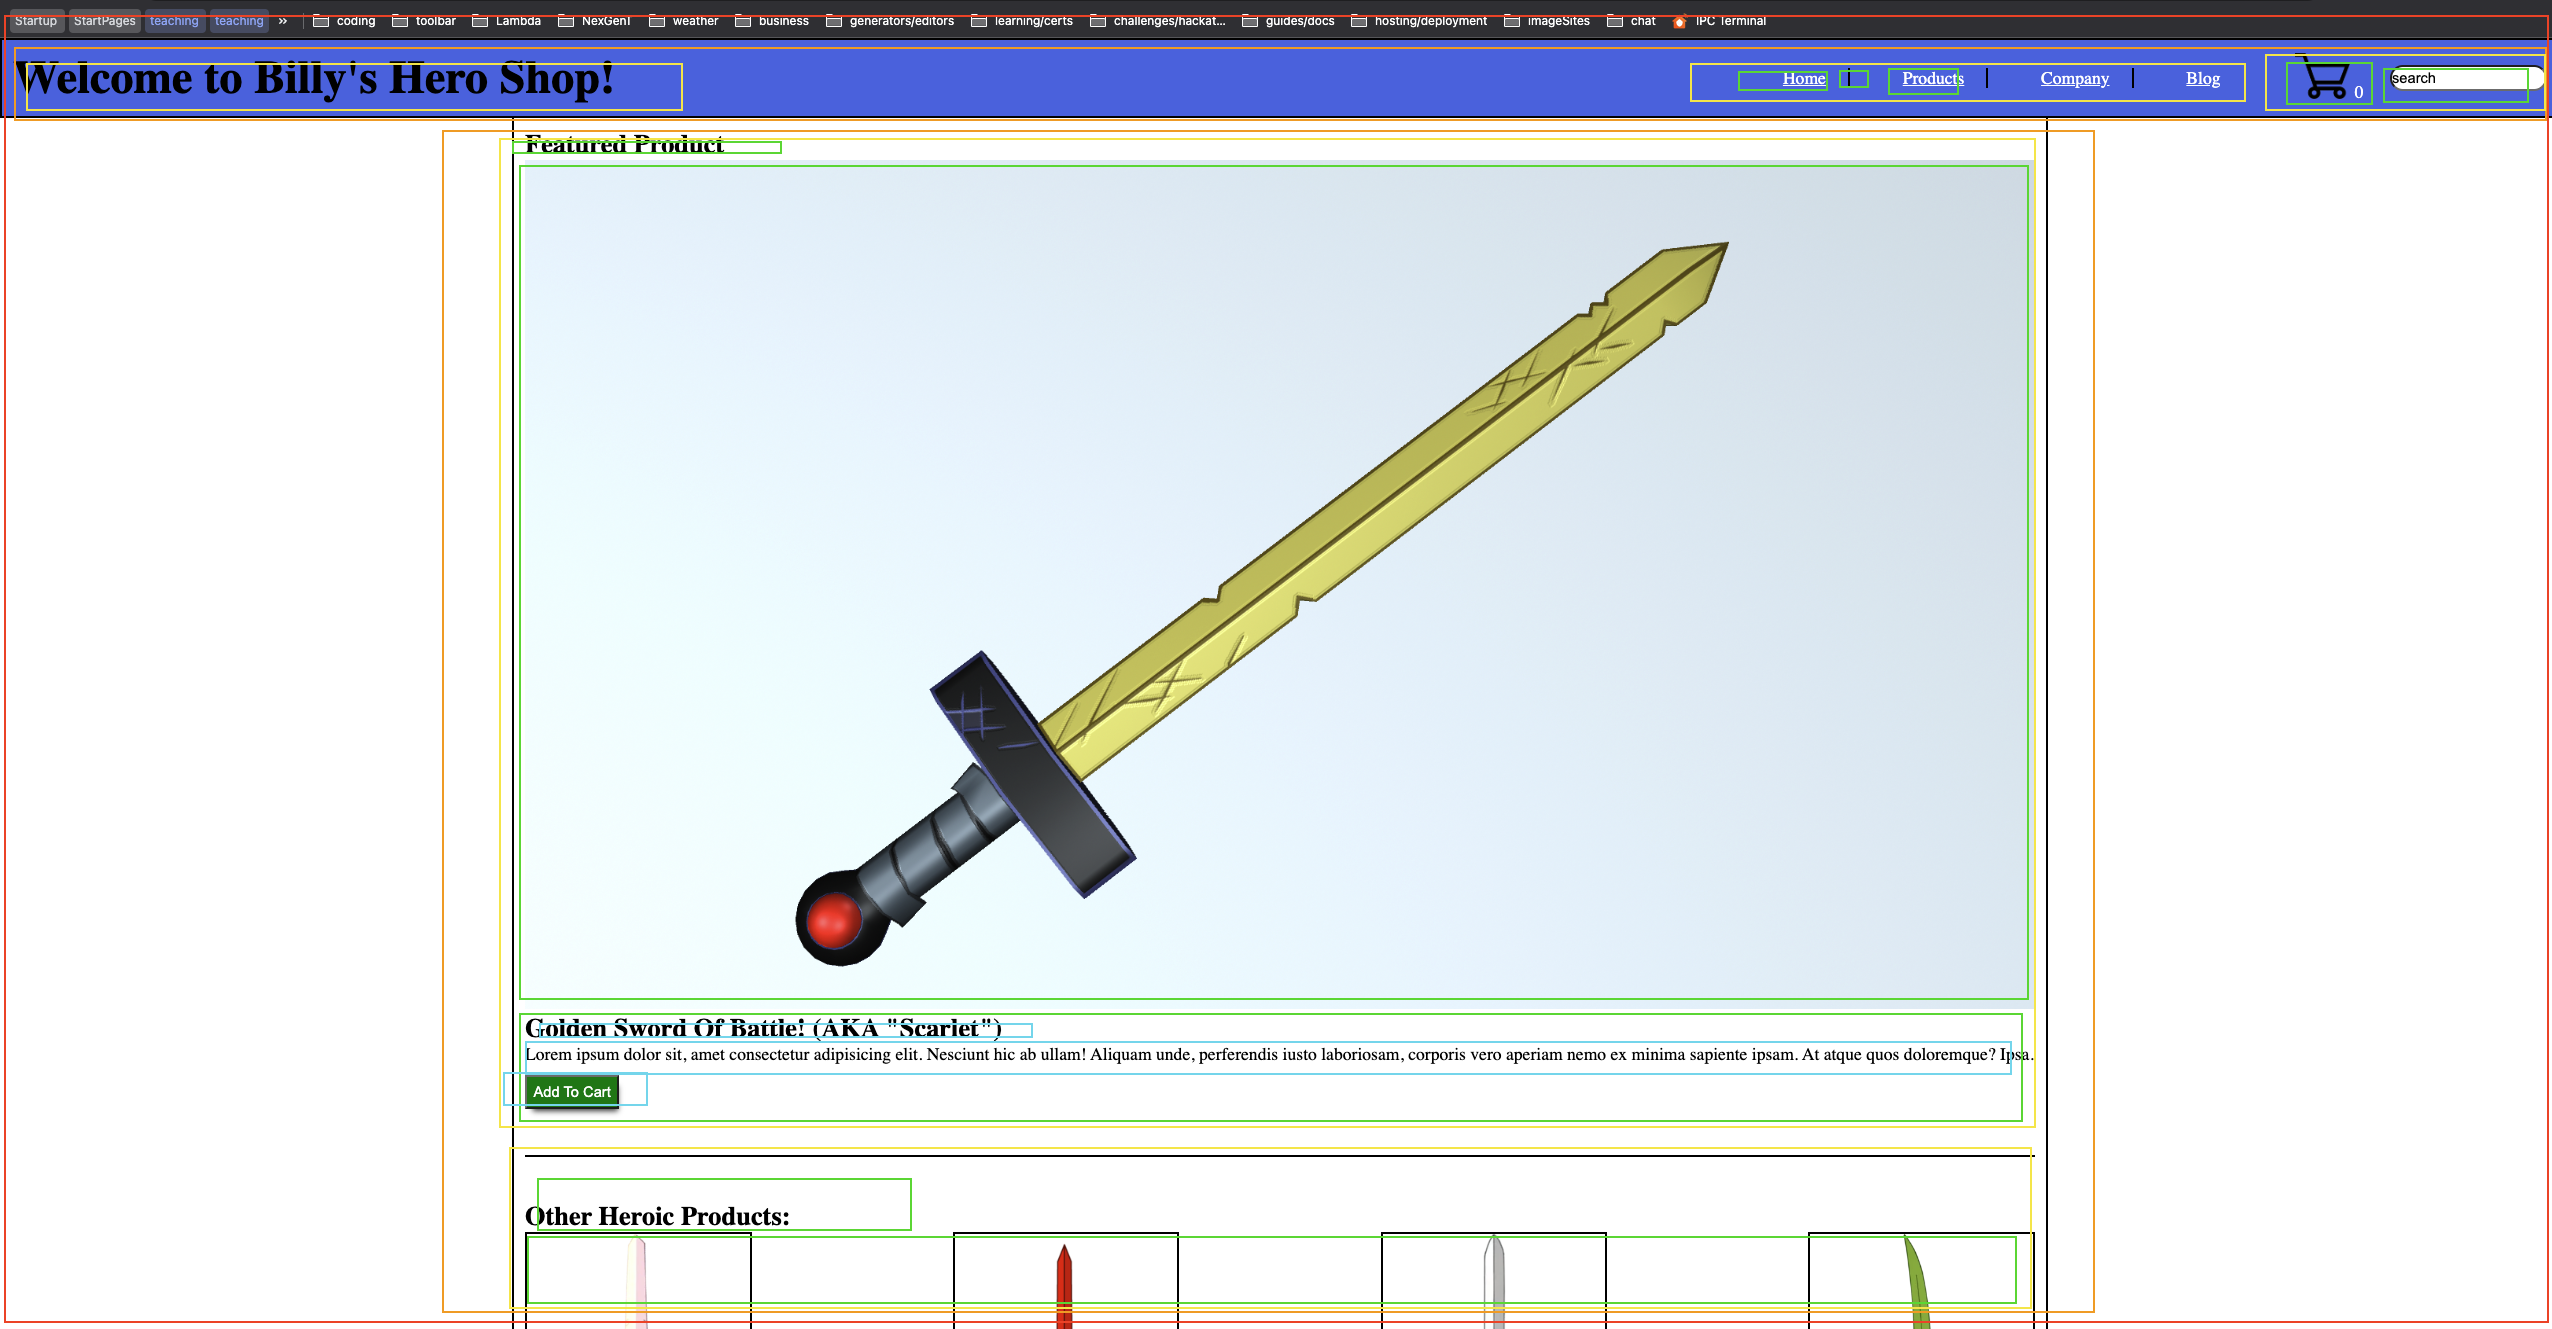 Startup StartPages teaching teaching » coding toolbar Lambda NexGenT weather business generators/editors learning/certs challenges/hackat... guides/docs hosting/deployment imageSites chat IPC Terminal
Welcome to Billy's Hero Shop! Home Products Company Blog 0 search
Featured Product
Golden Sword Of Battle! (AKA "Scarlet")
Lorem ipsum dolor sit, amet consectetur adipisicing elit. Nesciunt hic ab ullam! Aliquam unde, perferendis iusto laboriosam, corporis vero aperiam nemo ex minima sapiente ipsam. At atque quos doloremque? Ipsa.
Add To Cart
Other Heroic Products: